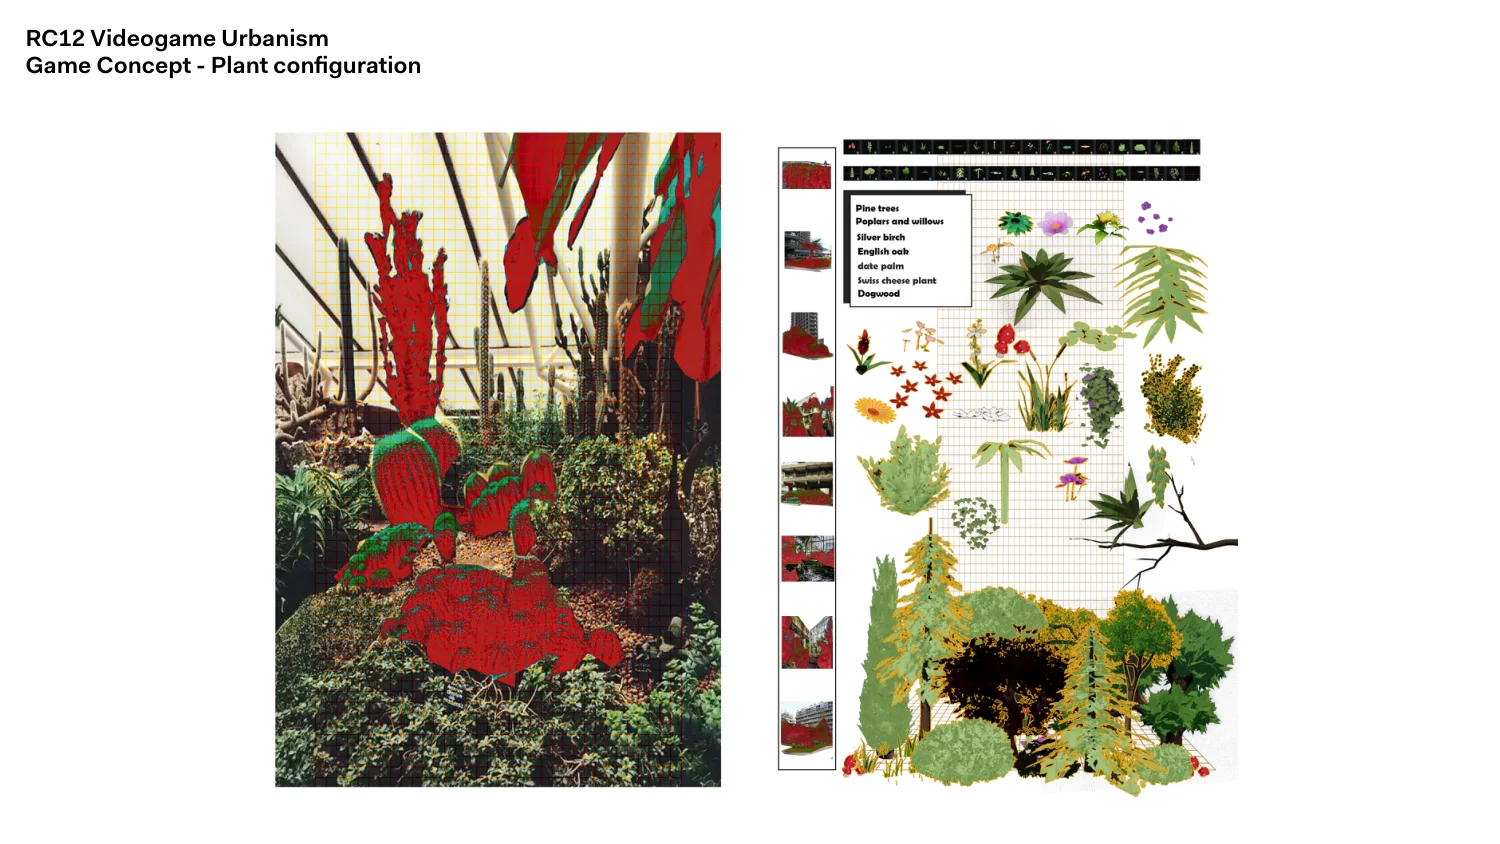 RC12 Videogame Urbanism
Game Concept - Plant configuration
Pine trees
Poplars and willows
Silver birch
English oak
date palm
Swiss cheese plant
Dogwood